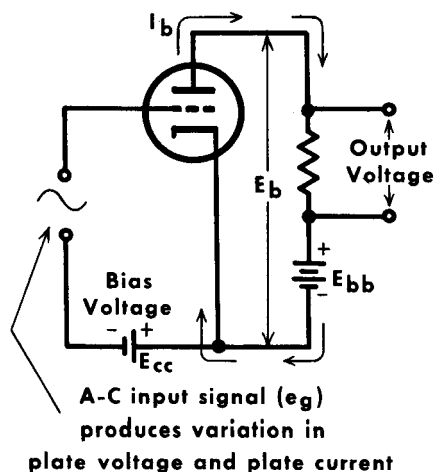 Ib
Eb
Output
Voltage
+
Ebb
-
Bias
Voltage
- +
Ecc
A-C input signal (eg)
produces variation in
plate voltage and plate current